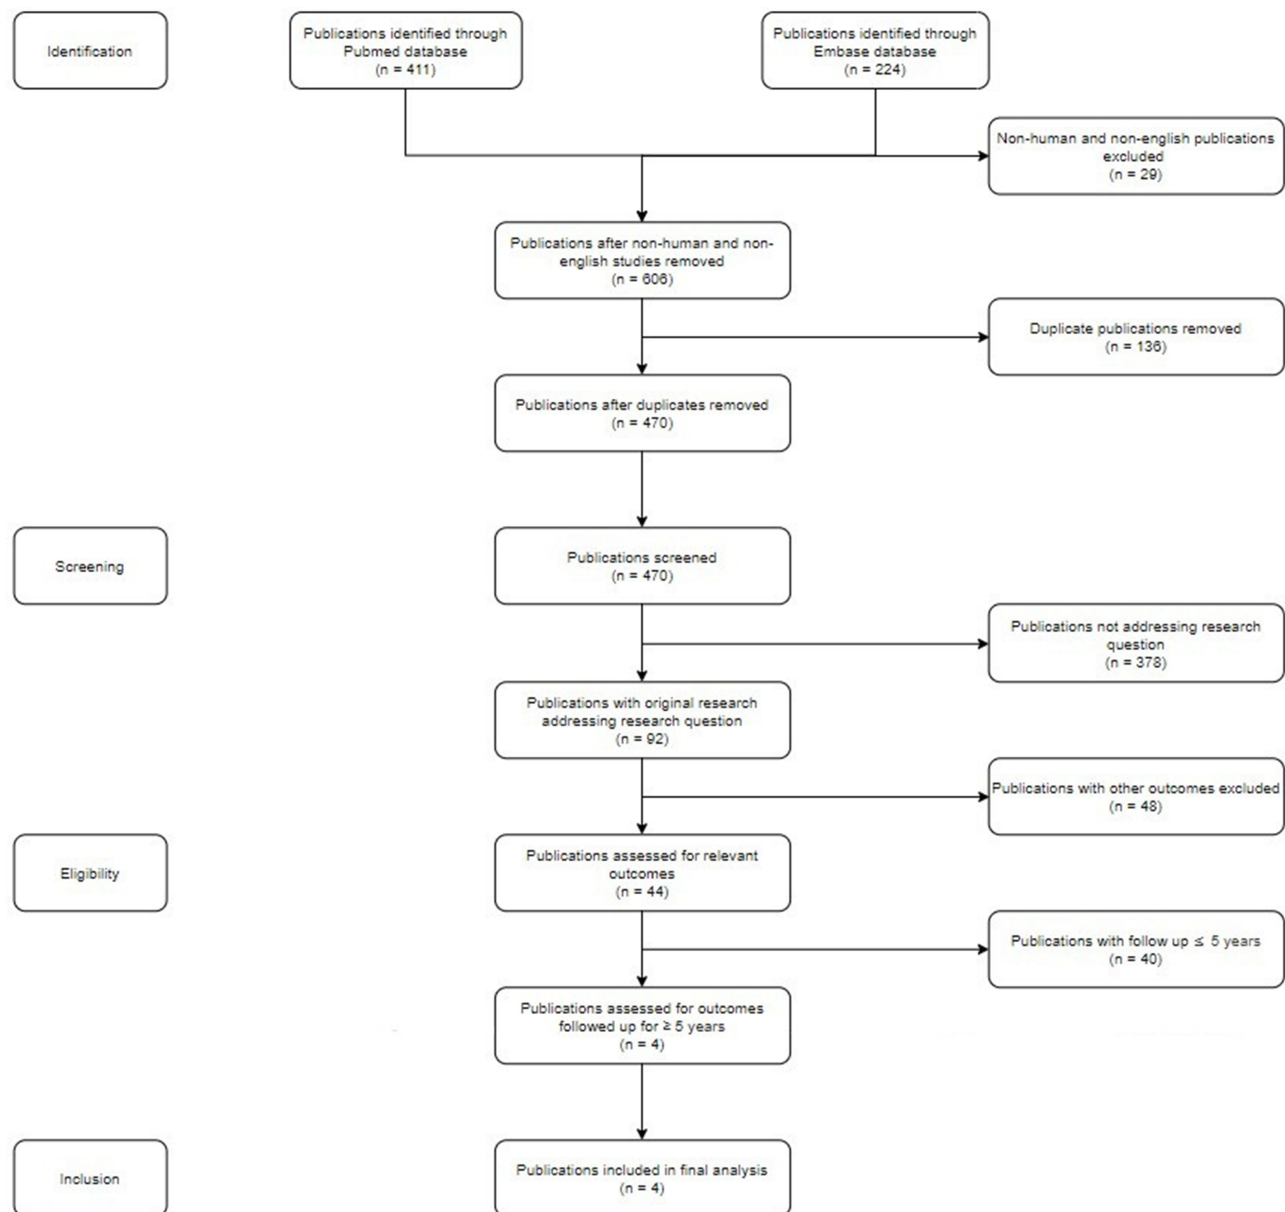 Identification
Publications identified through
Pubmed database
(n = 411)
Publications identified through
Embase database
(n = 224)
Non-human and non-english publications
excluded
(n = 29)
Publications after non-human and non-
english studies removed
(n = 606)
Duplicate publications removed
(n = 136)
Publications after duplicates removed
(n = 470)
Screening
Publications screened
(n = 470)
Publications not addressing research
question
(n = 378)
Publications with original research
addressing research question
(n = 92)
Publications with other outcomes excluded
(n = 48)
Eligibility
Publications assessed for relevant
outcomes
(n = 44)
Publications with follow up ≤ 5 years
(n = 40)
Publications assessed for outcomes
followed up for ≥ 5 years
(n = 4)
Inclusion
Publications included in final analysis
(n = 4)